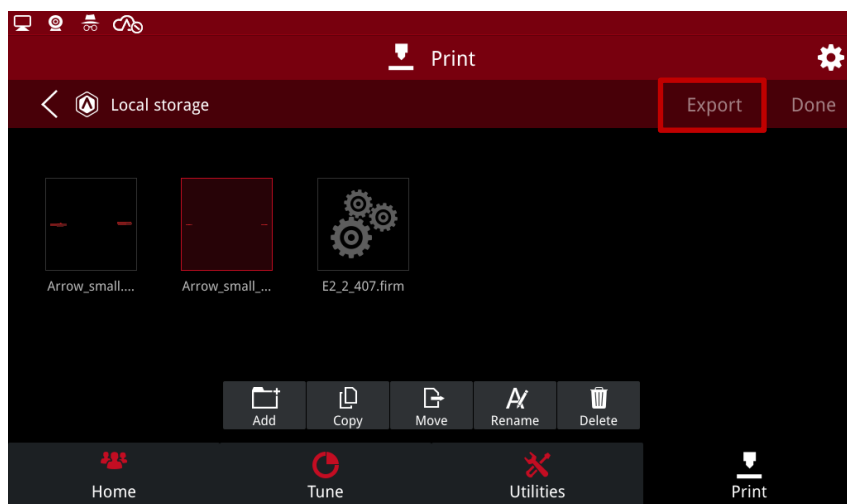 Print
Local storage
Export
Done
Arrow_small....
Arrow_small_...
E2_2_407.firm
Add
Copy
Move
Rename
Delete
Home
Tune
Utilities
Print